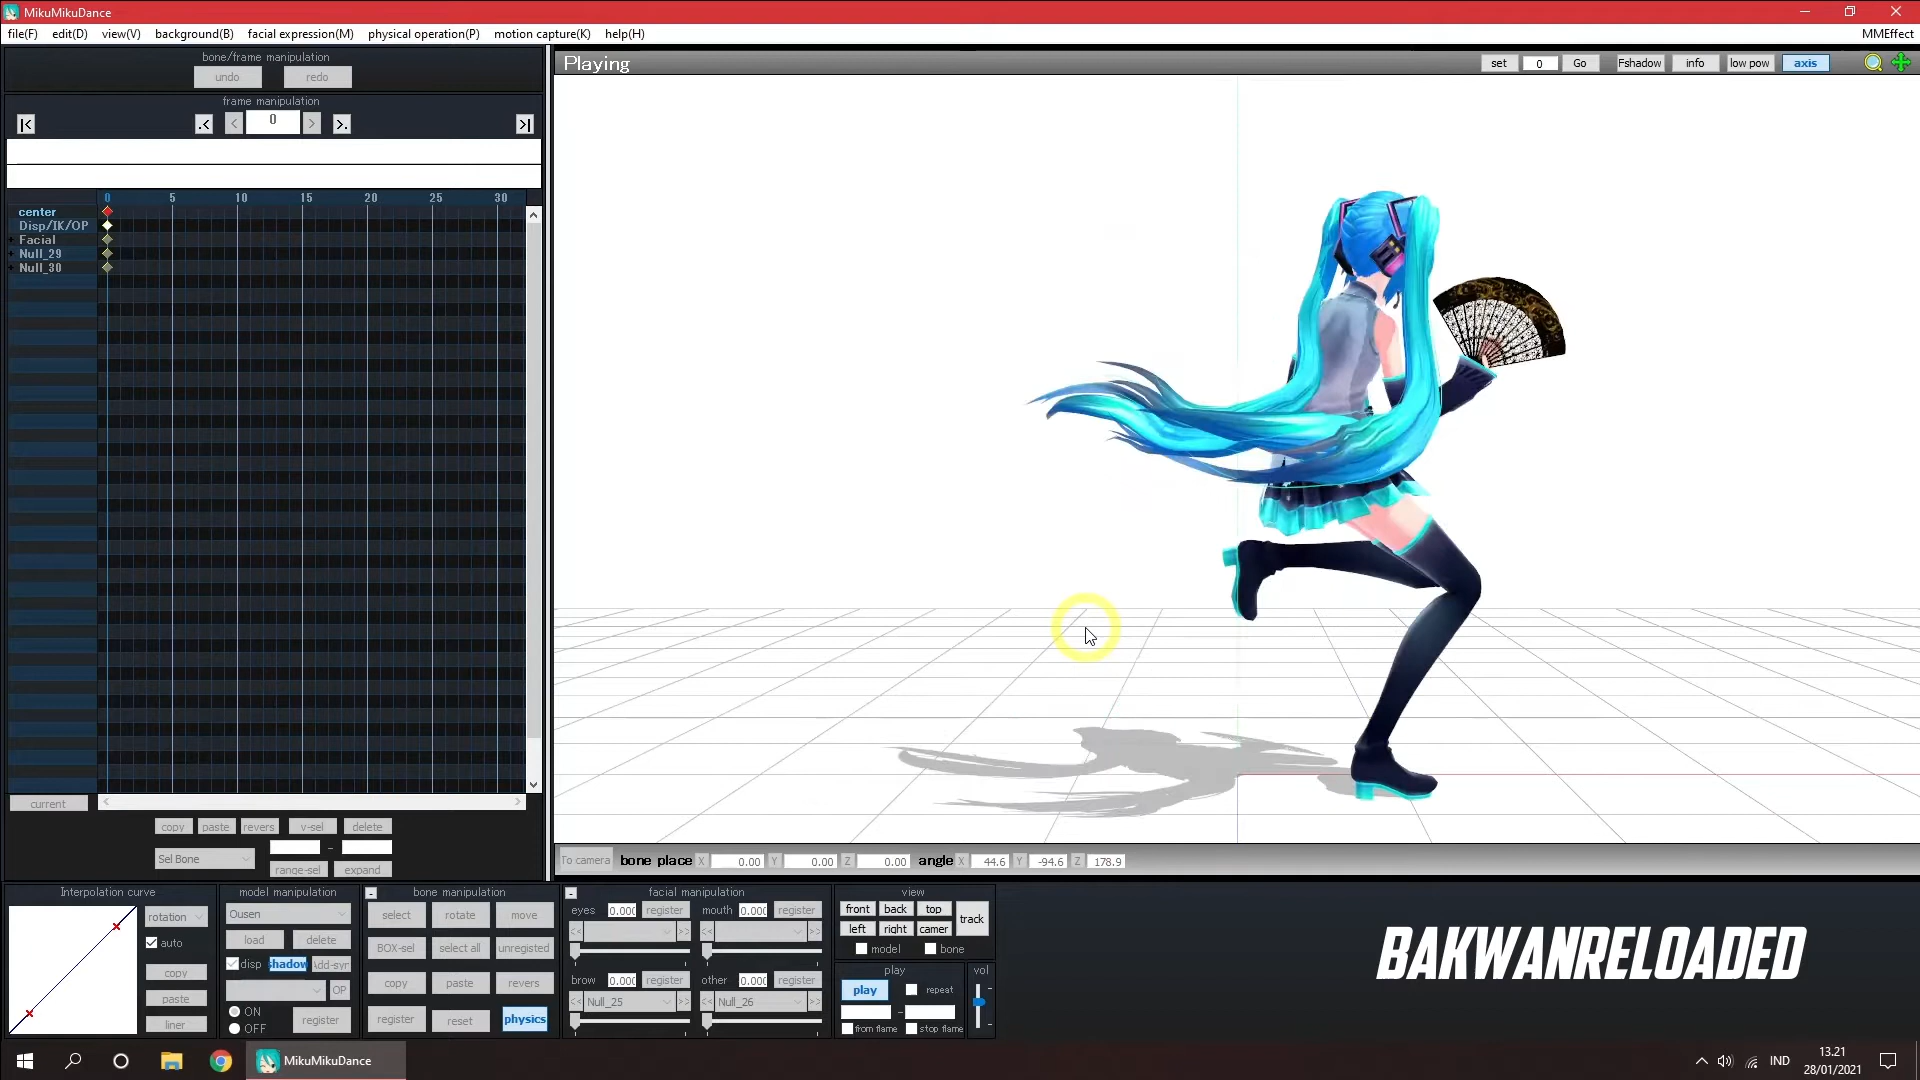 MikuMikuDance
file(F) edit(D) view(V) background(B) facial expression(M) physical operation(P) motion capture(K) help(H) MMEffect
bone/frame manipulation
undo redo
frame manipulation
|< .< < 0 > >. >|
0 5 10 15 20 25 30
center
Disp/IK/OP
+ Facial
+ Null_29
+ Null_30
current
copy paste revers v-sel delete
Sel Bone -
range-sel expand
Playing set 0 Go Fshadow info low pow axis
To camera bone place X 0.00 Y 0.00 Z 0.00 angle X 44.6 Y -94.6 Z 178.9
Interpolation curve
rotation
auto
copy
paste
liner
model manipulation
Ousen
load delete
disp shadow Add-syn
OP
ON
OFF
register
- bone manipulation
select rotate move
BOX-sel select all unregisted
copy paste revers
register reset physics
- facial manipulation
eyes 0.000 register mouth 0.000 register
<< >> << >>
brow 0.000 register other 0.000 register
<< Null_25 >> << Null_26 >>
view
front back top track
left right camer
model bone
play
play repeat
-
from flame stop flame
vol
BAKWANRELOADED
MikuMikuDance
IND
13.21
28/01/2021